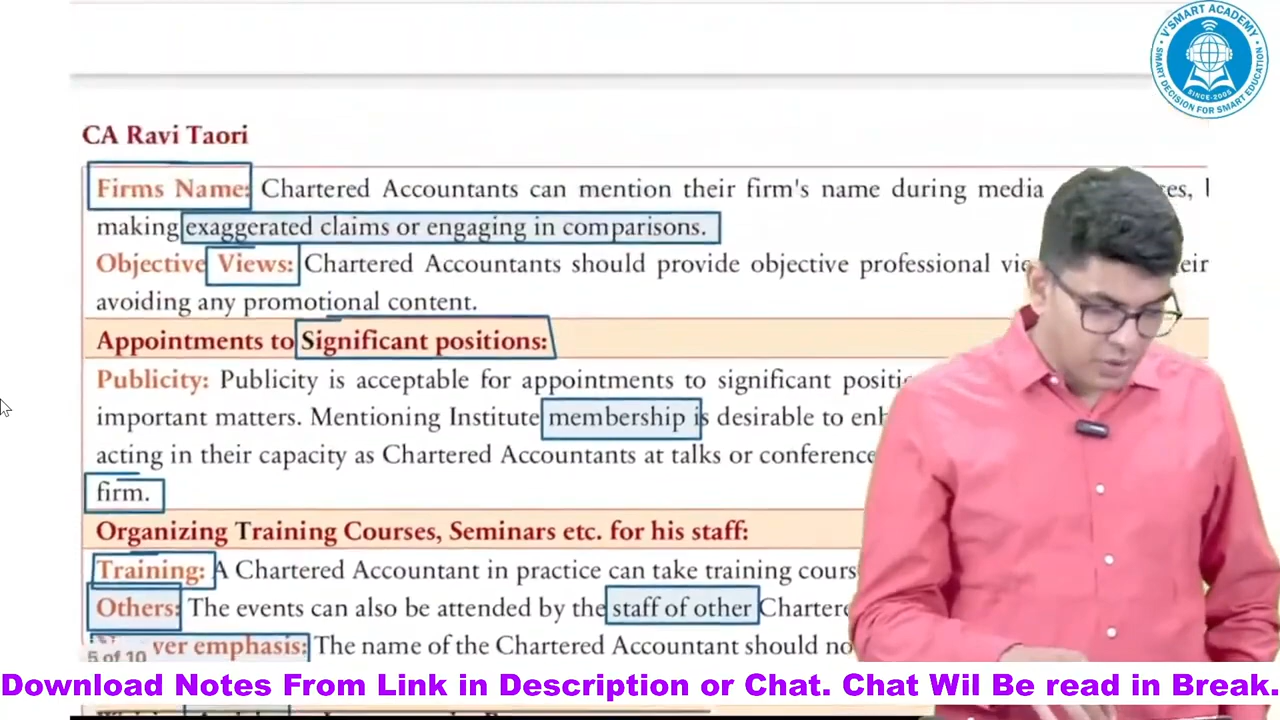 V'SMART ACADEMY
SMART DECISION FOR SMART EDUCATION
SINCE-2005
CA Ravi Taori
Firms Name: Chartered Accountants can mention their firm's name during media
making exaggerated claims or engaging in comparisons.
Objective Views: Chartered Accountants should provide objective professional
avoiding any promotional content.
Appointments to Significant positions:
Publicity: Publicity is acceptable for appointments to significant
important matters. Mentioning Institute membership is desirable to
acting in their capacity as Chartered Accountants at talks or conference
firm.
Organizing Training Courses, Seminars etc. for his staff:
Training: A Chartered Accountant in practice can take training
Others: The events can also be attended by the staff of other
5 of 10 emphasis: The name of the Chartered Accountant should
Download Notes From Link in Description or Chat. Chat Wil Be read in Break.